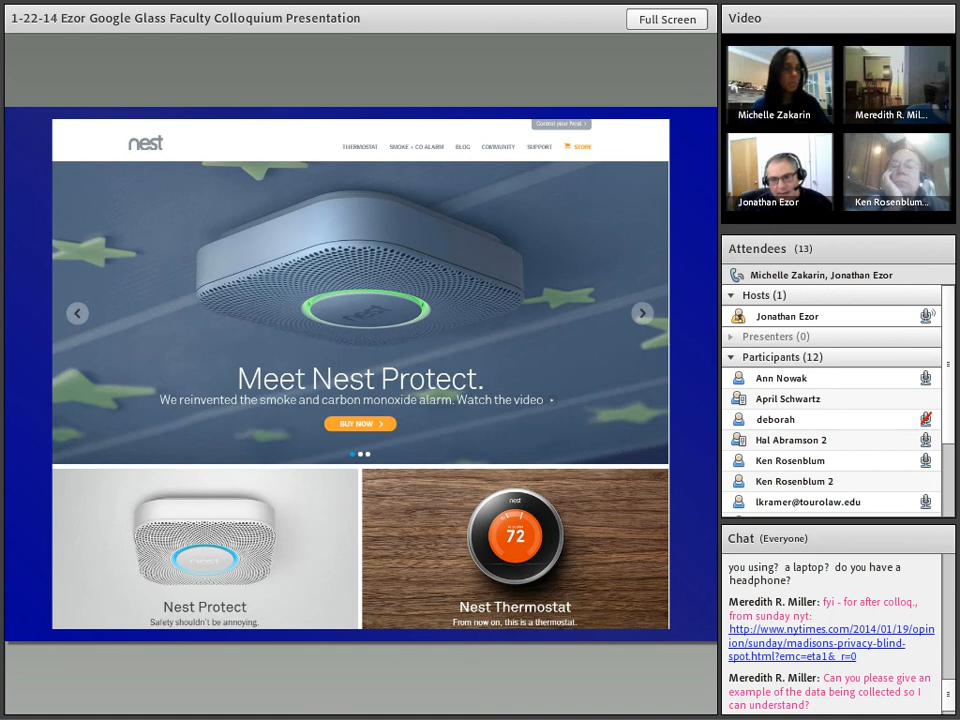 1-22-14 Ezor Google Glass Faculty Colloquium Presentation
Full Screen
nest
Control your Nest >
THERMOSTAT SMOKE + CO ALARM BLOG COMMUNITY SUPPORT STORE
nest
Meet Nest Protect.
We reinvented the smoke and carbon monoxide alarm. Watch the video
BUY NOW >
nest
Nest Protect
Safety shouldn't be annoying.
nest
72
Nest Thermostat
From now on, this is a thermostat.
Video
Michelle Zakarin
Meredith R. Mil...
Jonathan Ezor
Ken Rosenblum...
Attendees (13)
Michelle Zakarin, Jonathan Ezor
Hosts (1)
Jonathan Ezor
Presenters (0)
Participants (12)
Ann Nowak
April Schwartz
deborah
Hal Abramson 2
Ken Rosenblum
Ken Rosenblum 2
lkramer@tourolaw.edu
Chat (Everyone)
you using? a laptop? do you have a
headphone?
Meredith R. Miller: fyi - for after colloq.,
from sunday nyt:
http://www.nytimes.com/2014/01/19/opin
ion/sunday/madisons-privacy-blind-
spot.html?emc=eta1&_r=0
Meredith R. Miller: Can you please give an
example of the data being collected so I
can understand?